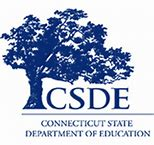 CSDE
CONNECTICUT STATE
DEPARTMENT OF EDUCATION